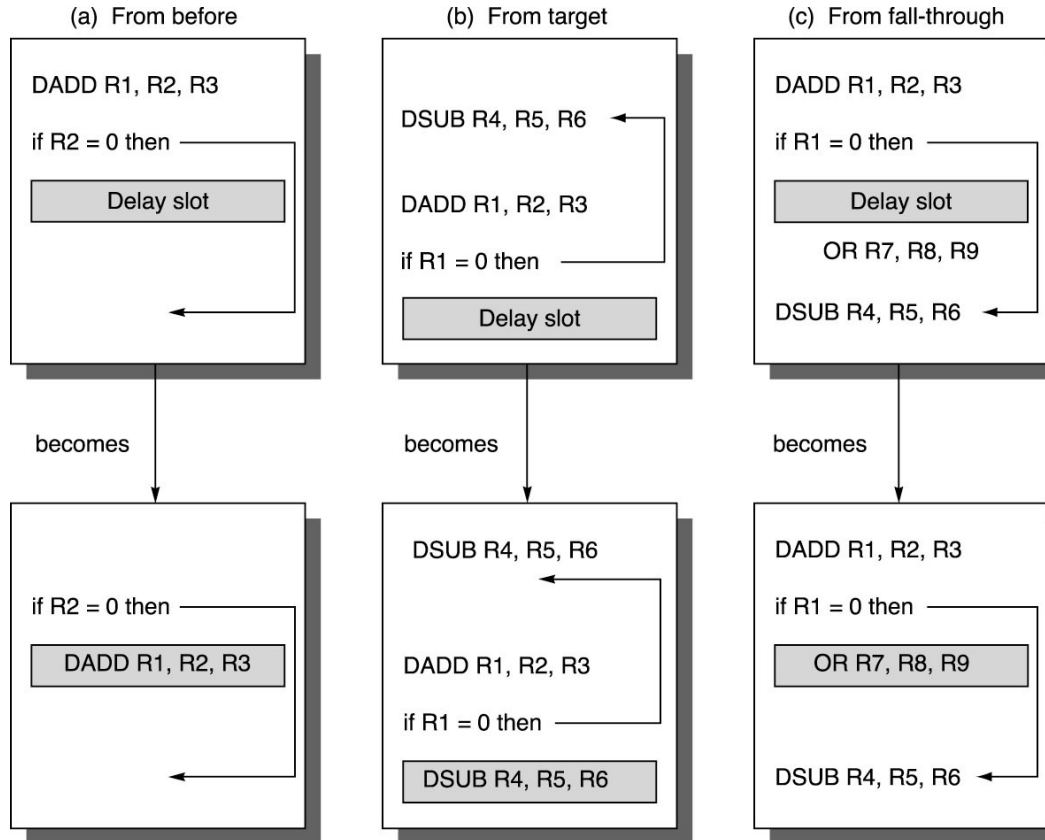 (a) From before
DADD R1, R2, R3
if R2 = 0 then
Delay slot
becomes
if R2 = 0 then
DADD R1, R2, R3
(b) From target
DSUB R4, R5, R6
DADD R1, R2, R3
if R1 = 0 then
Delay slot
becomes
DSUB R4, R5, R6
DADD R1, R2, R3
if R1 = 0 then
DSUB R4, R5, R6
(c) From fall-through
DADD R1, R2, R3
if R1 = 0 then
Delay slot
OR R7, R8, R9
DSUB R4, R5, R6
becomes
DADD R1, R2, R3
if R1 = 0 then
OR R7, R8, R9
DSUB R4, R5, R6